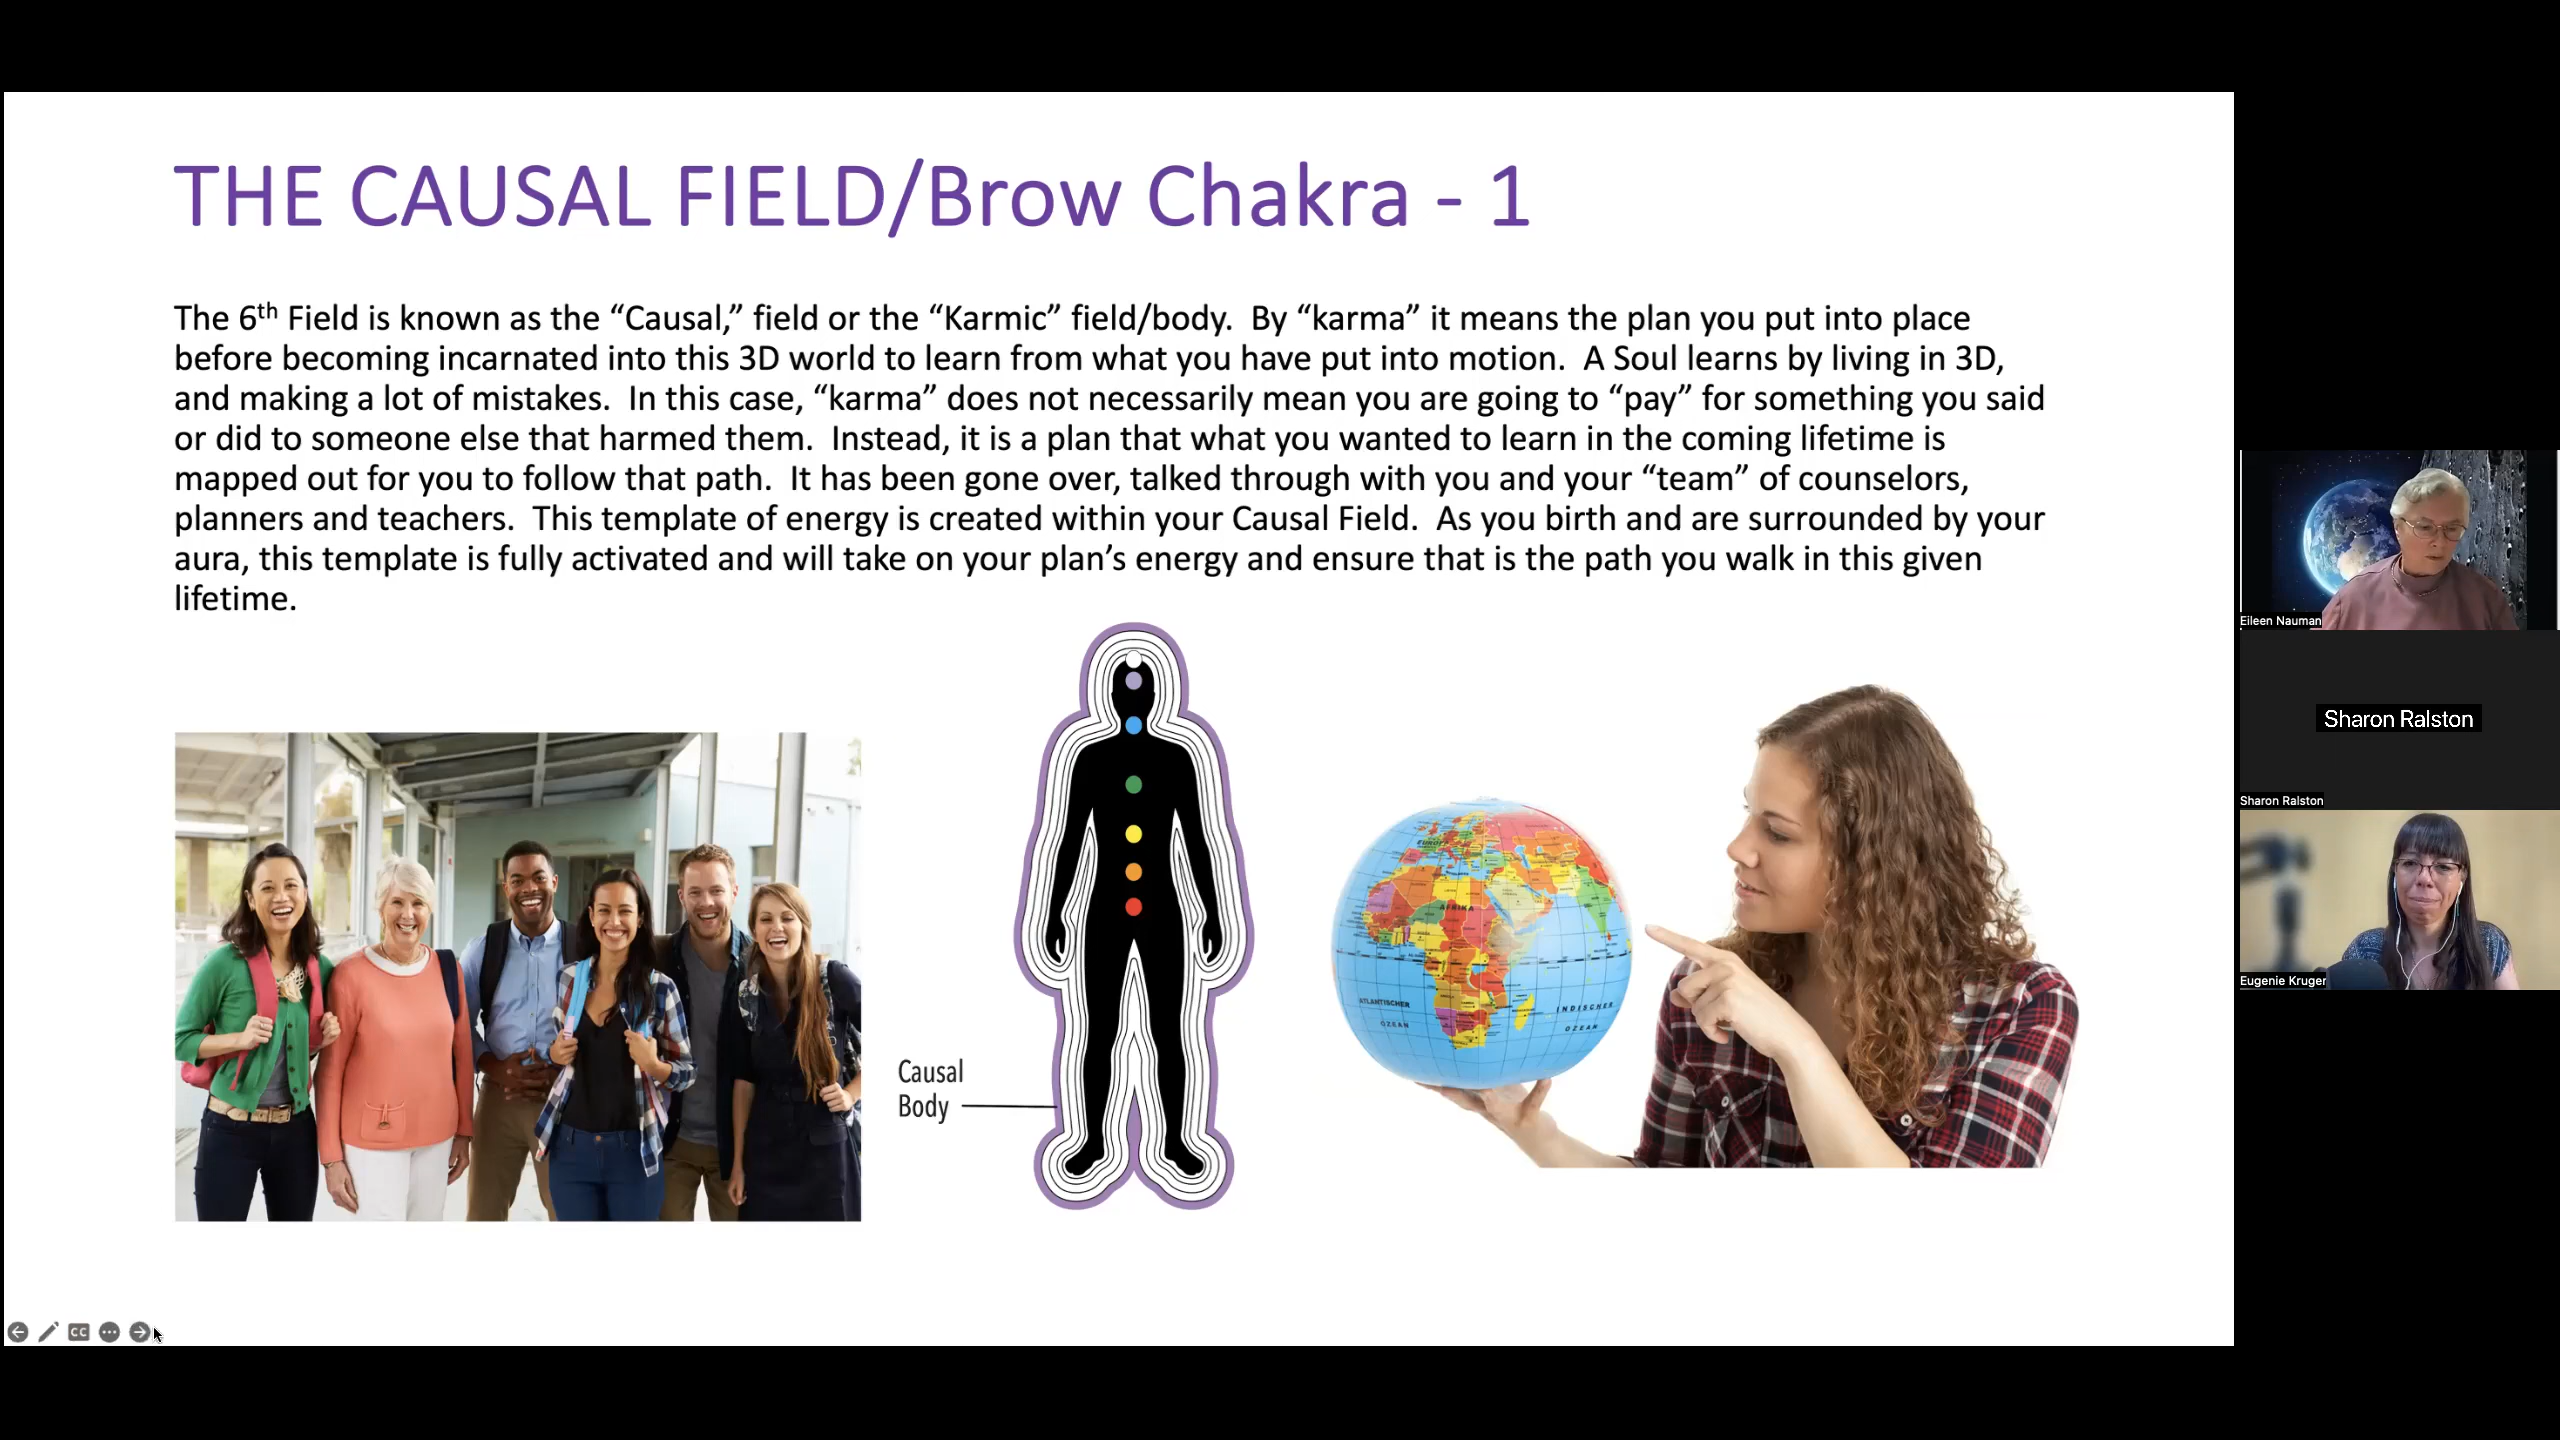 THE CAUSAL FIELD/Brow Chakra - 1
The 6th Field is known as the “Causal,” field or the “Karmic” field/body.  By “karma” it means the plan you put into place
before becoming incarnated into this 3D world to learn from what you have put into motion.  A Soul learns by living in 3D,
and making a lot of mistakes.  In this case, “karma” does not necessarily mean you are going to “pay” for something you said
or did to someone else that harmed them.  Instead, it is a plan that what you wanted to learn in the coming lifetime is
mapped out for you to follow that path.  It has been gone over, talked through with you and your “team” of counselors,
planners and teachers.  This template of energy is created within your Causal Field.  As you birth and are surrounded by your
aura, this template is fully activated and will take on your plan’s energy and ensure that is the path you walk in this given
lifetime.
Causal
Body
EUROPA
AFRIKA
ATLANTISCHER
OZEAN
INDISCHER
OZEAN
CC
Eileen Nauman
Sharon Ralston
Sharon Ralston
Eugenie Kruger